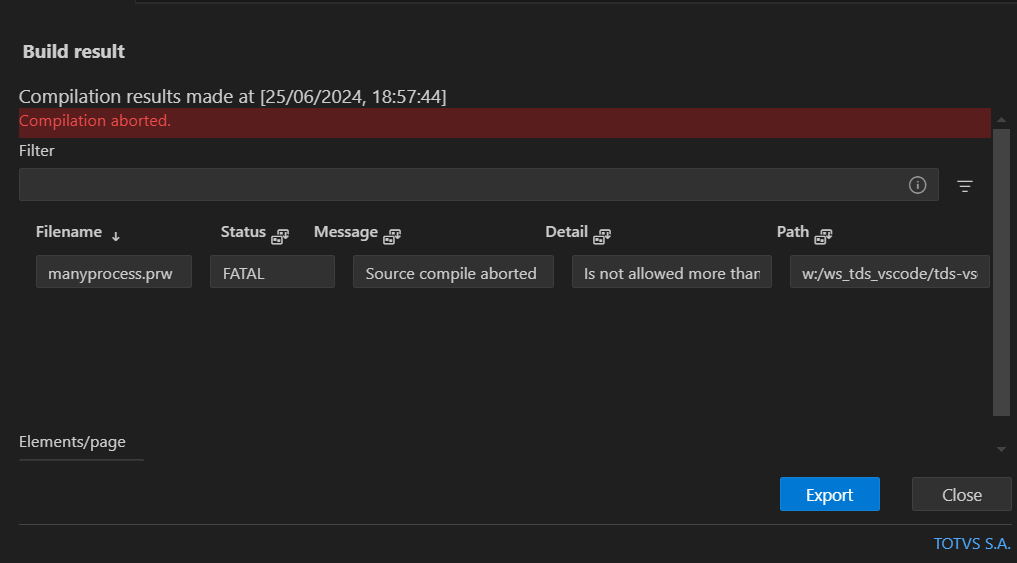 Build result
Compilation results made at [25/06/2024, 18:57:44]
Compilation aborted.
Filter
Filename Status Message Detail Path
manyprocess.prw FATAL Source compile aborted Is not allowed more than w:/ws_tds_vscode/tds-vs
Elements/page
Export Close
TOTVS S.A.